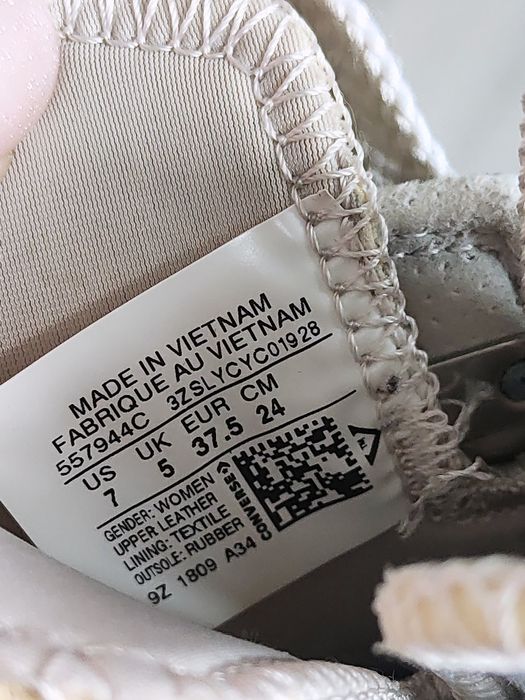 MADE IN VIETNAM
FABRIQUE AU VIETNAM
557944C 3ZSLYCYC01928
US UK EUR CM
7 5 37.5 24
GENDER: WOMEN
UPPER: LEATHER
LINING: TEXTILE
OUTSOLE: RUBBER
9Z 1809 A34
CONVERSE